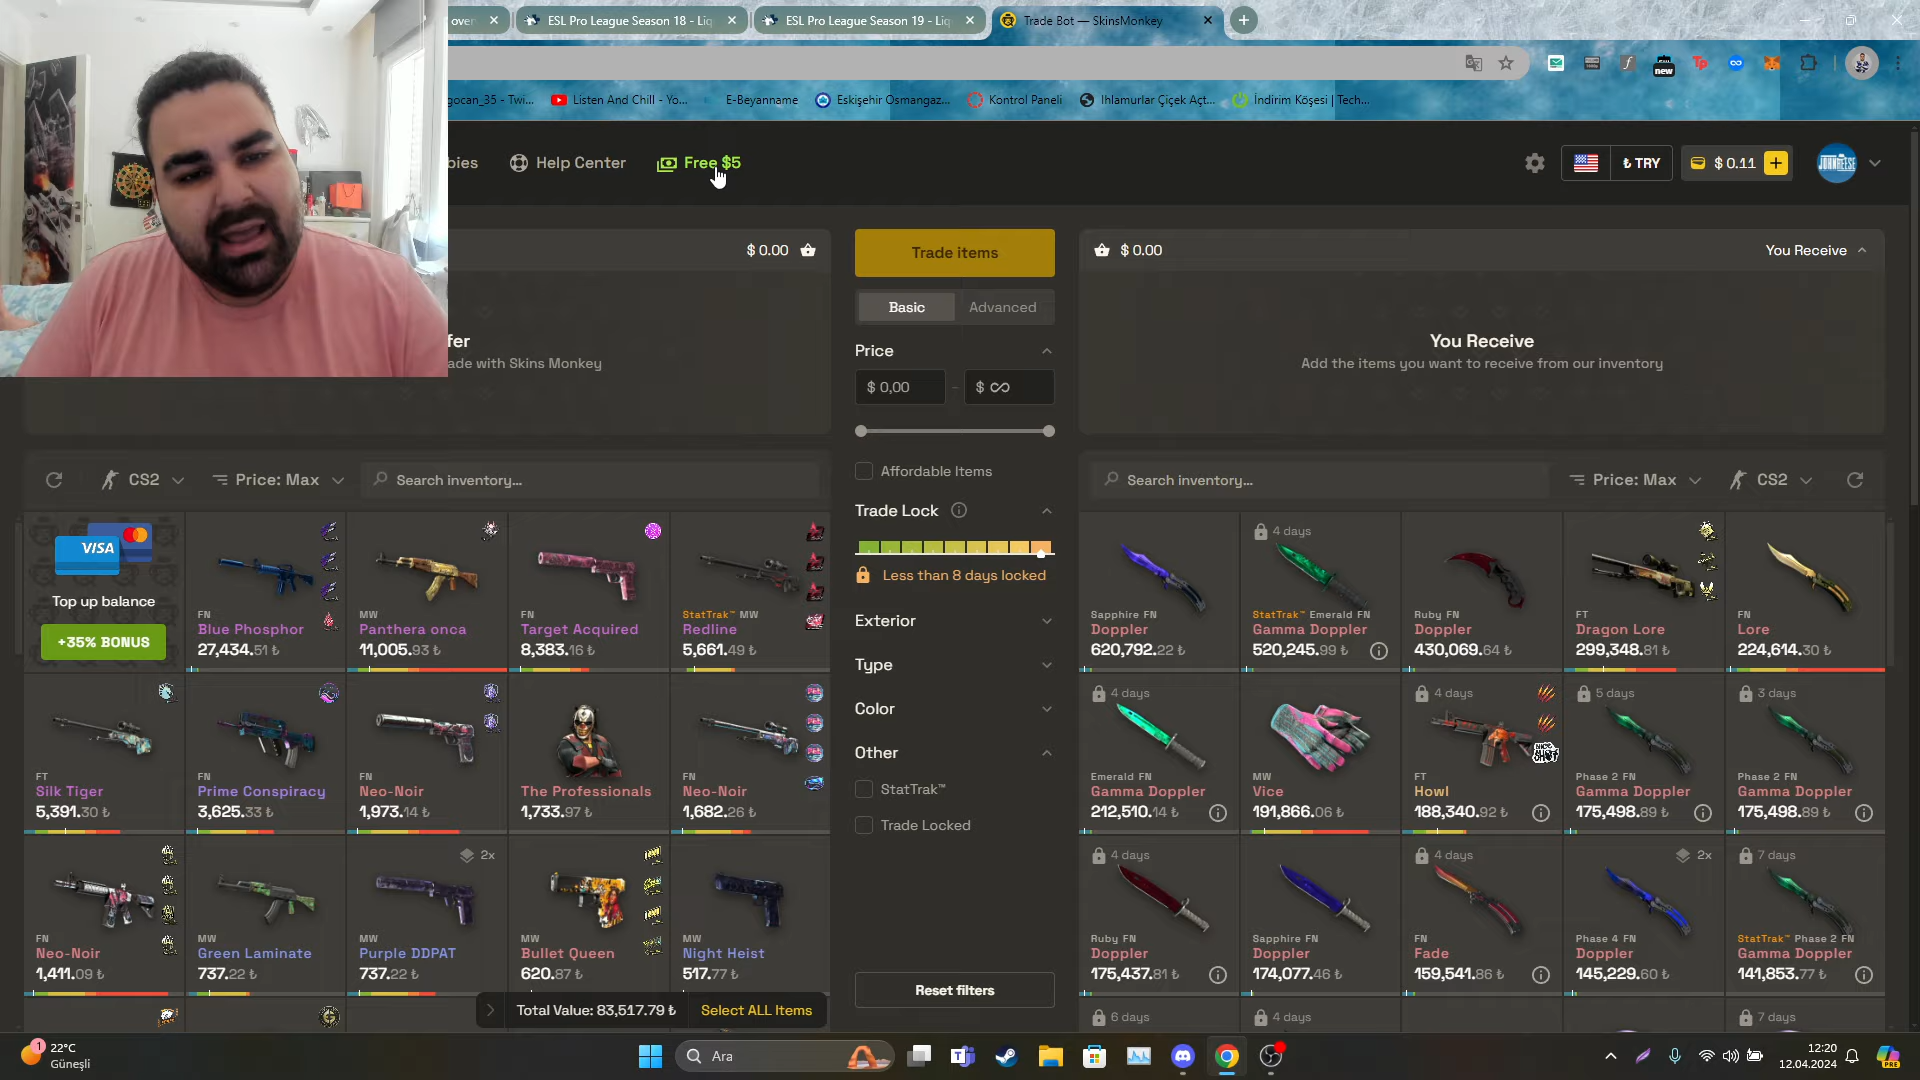 over
ESL Pro League Season 18 - Liq
ESL Pro League Season 19 - Liq
Trade Bot — SkinsMonkey
new
gocan_35 - Twi...
Listen And Chill - Yo...
E-Beyanname
Eskişehir Osmangaz...
Kontrol Paneli
Ihlamurlar Çiçek Açt...
İndirim Köşesi | Tech...
bies
Help Center
Free $5
₺ TRY
$ 0.11
JOHNREESE
$ 0.00
Trade items
$ 0.00
You Receive
Basic
Advanced
fer
ade with Skins Monkey
You Receive
Add the items you want to receive from our inventory
Price
$ 0,00
-
$ ∞
Affordable Items
CS2
Price: Max
Search inventory...
Search inventory...
Price: Max
CS2
Trade Lock
Less than 8 days locked
Exterior
Type
Color
Other
StatTrak™
Trade Locked
Reset filters
VISA
Top up balance
+35% BONUS
FN
Blue Phosphor
27,434.51 ₺
MW
Panthera onca
11,005.93 ₺
FN
Target Acquired
8,383.16 ₺
StatTrak™ MW
Redline
5,661.49 ₺
FT
Silk Tiger
5,391.30 ₺
FN
Prime Conspiracy
3,625.33 ₺
FN
Neo-Noir
1,973.14 ₺
The Professionals
1,733.97 ₺
FN
Neo-Noir
1,682.26 ₺
FN
Neo-Noir
1,411.09 ₺
MW
Green Laminate
737.22 ₺
2x
MW
Purple DDPAT
737.22 ₺
MW
Bullet Queen
620.87 ₺
MW
Night Heist
517.77 ₺
Total Value: 83,517.79 ₺
Select ALL Items
Sapphire FN
Doppler
620,792.22 ₺
4 days
StatTrak™ Emerald FN
Gamma Doppler
520,245.99 ₺
Ruby FN
Doppler
430,069.64 ₺
FT
Dragon Lore
299,348.81 ₺
FN
Lore
224,614.30 ₺
4 days
Emerald FN
Gamma Doppler
212,510.14 ₺
MW
Vice
191,866.06 ₺
4 days
FT
Howl
188,340.92 ₺
5 days
Phase 2 FN
Gamma Doppler
175,498.89 ₺
3 days
Phase 2 FN
Gamma Doppler
175,498.89 ₺
4 days
Ruby FN
Doppler
175,437.81 ₺
Sapphire FN
Doppler
174,077.46 ₺
4 days
FN
Fade
159,541.86 ₺
2x
Phase 4 FN
Doppler
145,229.60 ₺
7 days
StatTrak™ Phase 2 FN
Gamma Doppler
141,853.77 ₺
6 days
4 days
7 days
1
22°C
Güneşli
Ara
12:20
12.04.2024
PRE